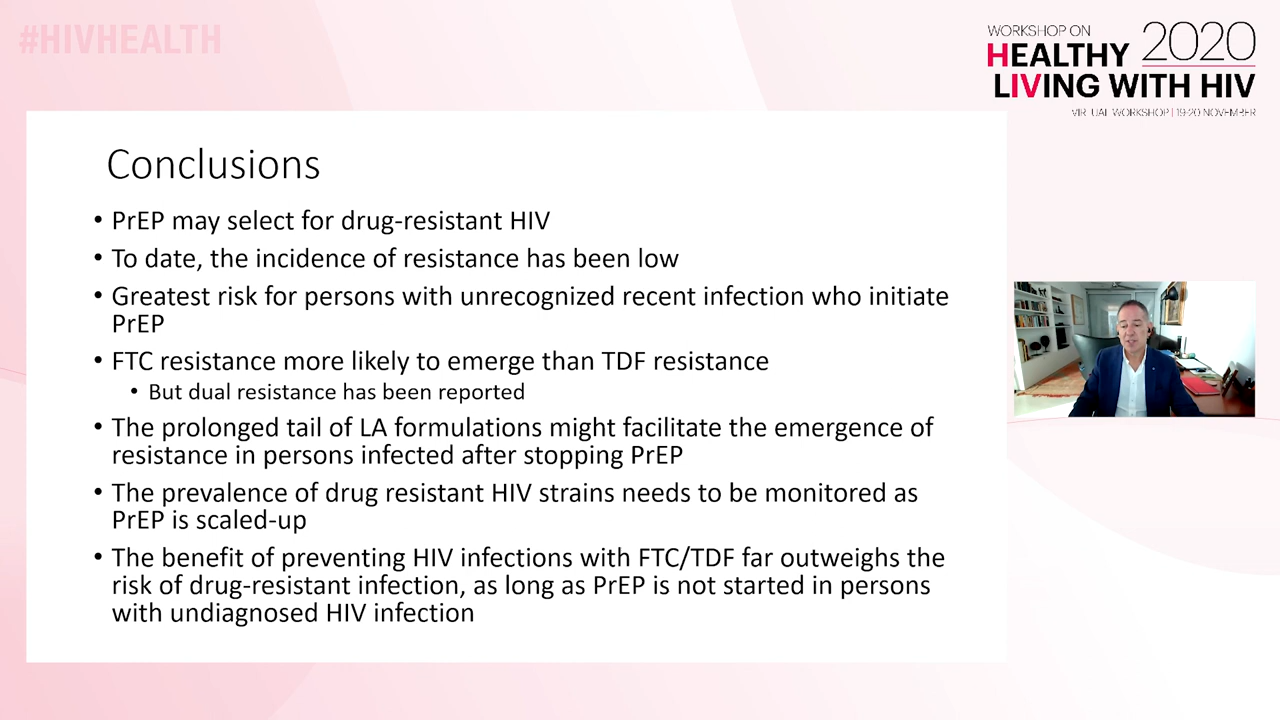 #HIVHEALTH
WORKSHOP ON
HEALTHY 2020
LIVING WITH HIV
VIRTUAL WORKSHOP | 19-20 NOVEMBER
Conclusions
• PrEP may select for drug-resistant HIV
• To date, the incidence of resistance has been low
• Greatest risk for persons with unrecognized recent infection who initiate
PrEP
• FTC resistance more likely to emerge than TDF resistance
• But dual resistance has been reported
• The prolonged tail of LA formulations might facilitate the emergence of
resistance in persons infected after stopping PrEP
• The prevalence of drug resistant HIV strains needs to be monitored as
PrEP is scaled-up
• The benefit of preventing HIV infections with FTC/TDF far outweighs the
risk of drug-resistant infection, as long as PrEP is not started in persons
with undiagnosed HIV infection